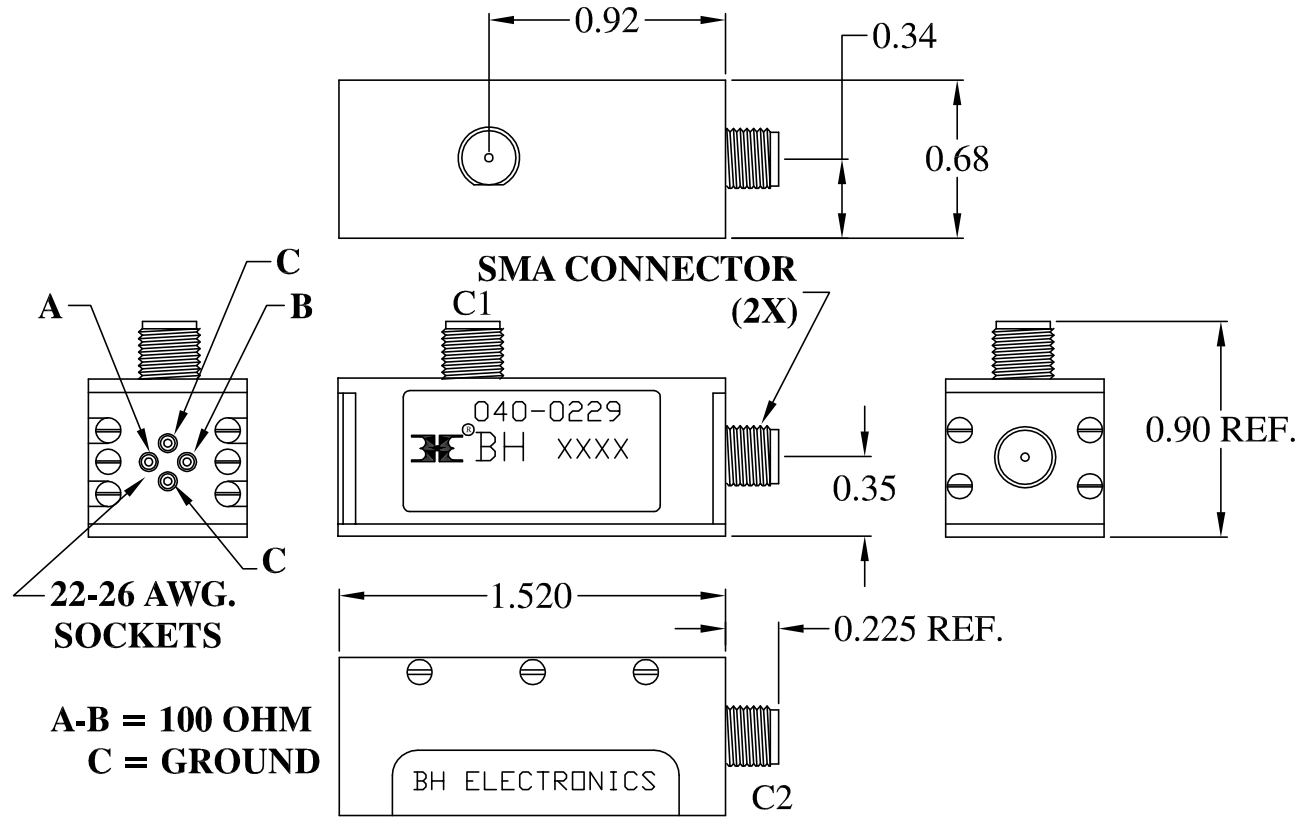 0.92
0.34
0.68
SMA CONNECTOR
(2X)
C
A
B
C1
040-0229
® BH XXXX
0.90 REF.
0.35
C
22-26 AWG.
SOCKETS
1.520
0.225 REF.
A-B = 100 OHM
C = GROUND
BH ELECTRONICS
C2